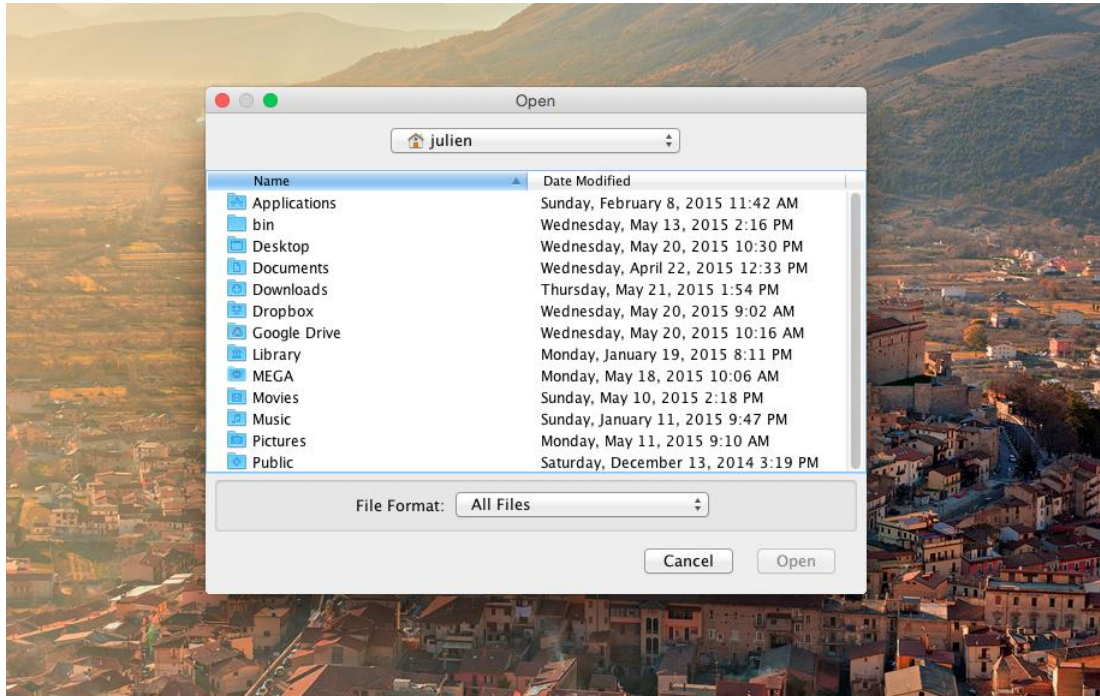 Open
julien
Name Date Modified
Applications Sunday, February 8, 2015 11:42 AM
bin Wednesday, May 13, 2015 2:16 PM
Desktop Wednesday, May 20, 2015 10:30 PM
Documents Wednesday, April 22, 2015 12:33 PM
Downloads Thursday, May 21, 2015 1:54 PM
Dropbox Wednesday, May 20, 2015 9:02 AM
Google Drive Wednesday, May 20, 2015 10:16 AM
Library Monday, January 19, 2015 8:11 PM
MEGA Monday, May 18, 2015 10:06 AM
Movies Sunday, May 10, 2015 2:18 PM
Music Sunday, January 11, 2015 9:47 PM
Pictures Monday, May 11, 2015 9:10 AM
Public Saturday, December 13, 2014 3:19 PM
File Format: All Files
Cancel Open